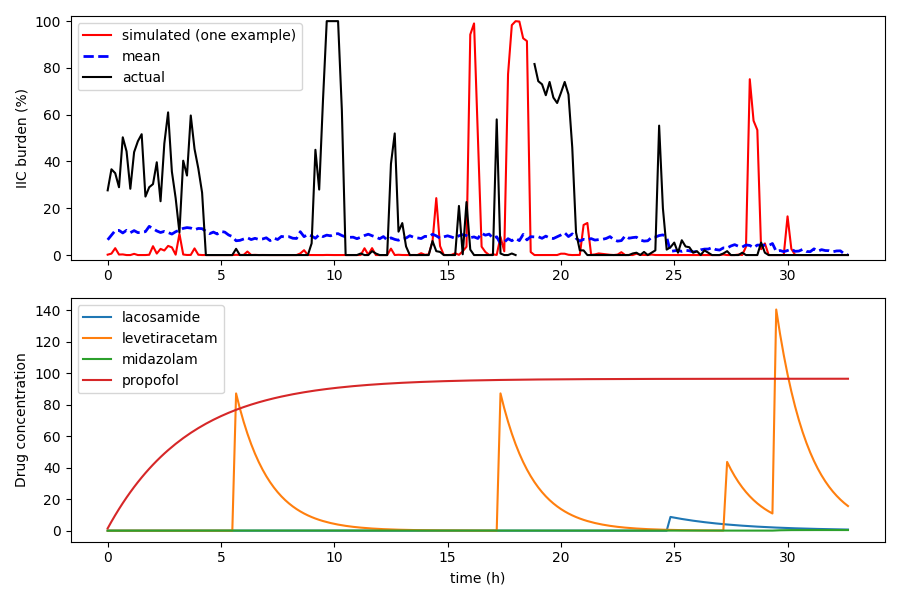 100
80
60
40
20
0
IIC burden (%)
simulated (one example)
mean
actual
0
5
10
15
20
25
30
140
120
100
80
60
40
20
0
Drug concentration
lacosamide
levetiracetam
midazolam
propofol
0
5
10
15
20
25
30
time (h)